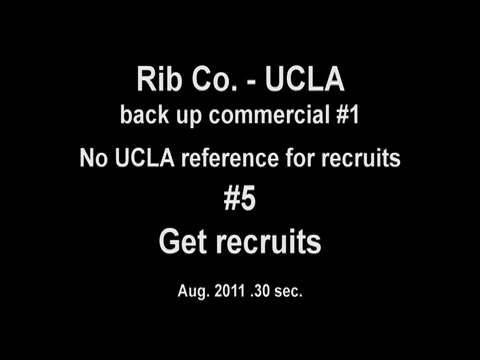 Rib Co. - UCLA
back up commercial #1
No UCLA reference for recruits
#5
Get recruits
Aug. 2011 .30 sec.